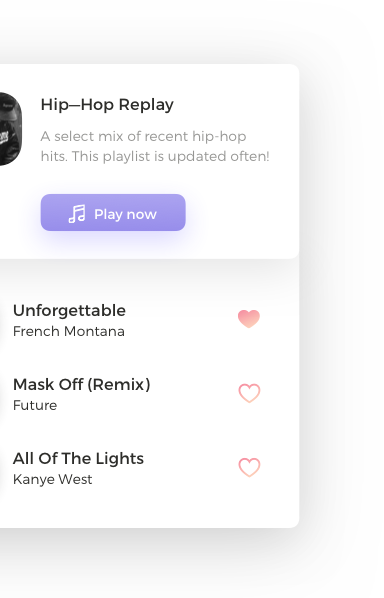 Hip—Hop Replay
A select mix of recent hip-hop
hits. This playlist is updated often!
Play now
Unforgettable
French Montana
Mask Off (Remix)
Future
All Of The Lights
Kanye West